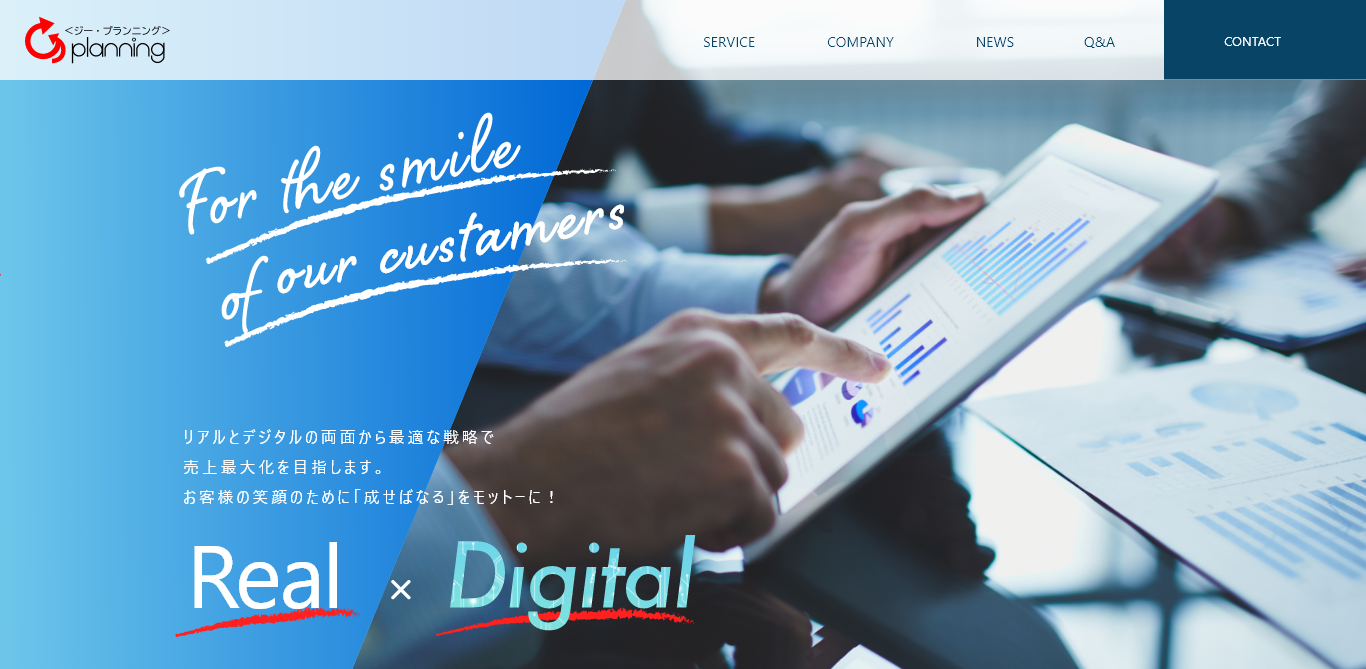 <ジー・プランニング>
G planning
SERVICE
COMPANY
NEWS
Q&A
CONTACT
For the smile
of our custamers
リアルとデジタルの両面から最適な戦略で
売上最大化を目指します。
お客様の笑顔のために「成せばなる」をモットーに！
Real × Digital